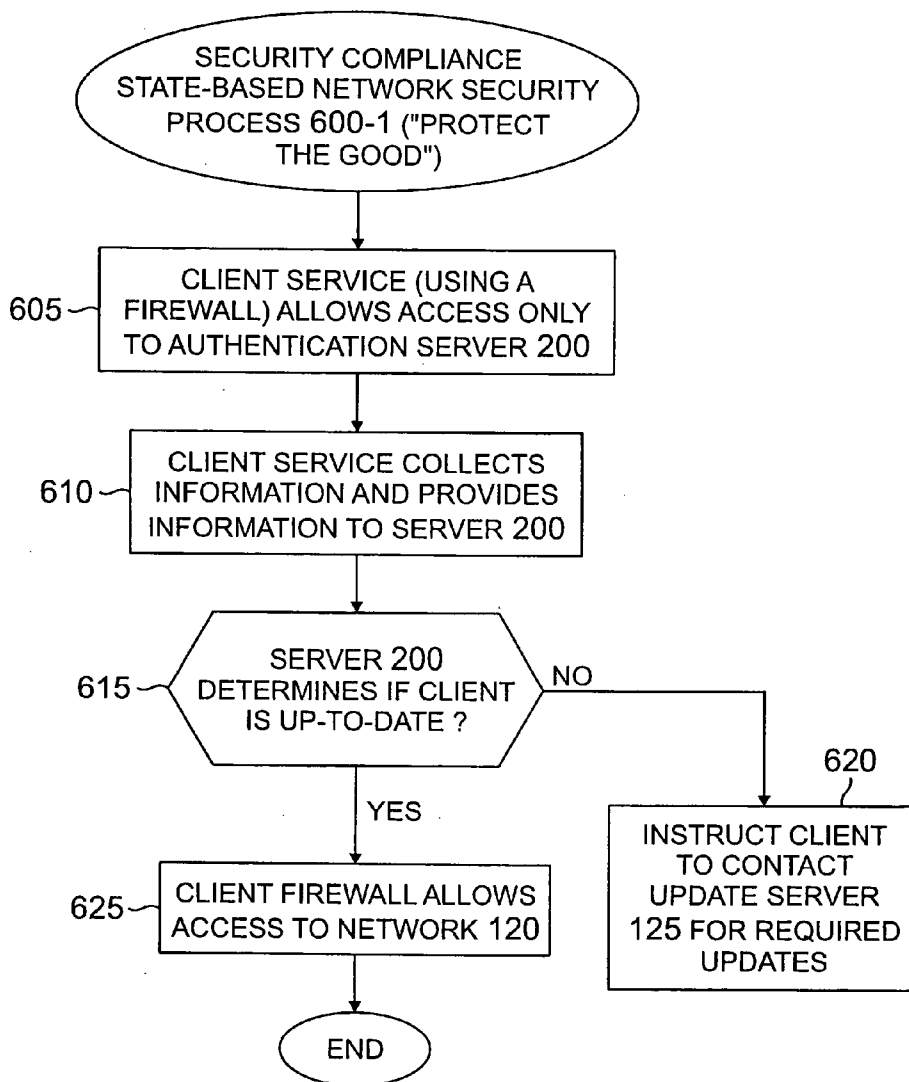 SECURITY COMPLIANCE
STATE-BASED NETWORK SECURITY
PROCESS 600-1 ("PROTECT
THE GOOD")
605
CLIENT SERVICE (USING A
FIREWALL) ALLOWS ACCESS ONLY
TO AUTHENTICATION SERVER 200
610
CLIENT SERVICE COLLECTS
INFORMATION AND PROVIDES
INFORMATION TO SERVER 200
615
SERVER 200
DETERMINES IF CLIENT
IS UP-TO-DATE ?
NO
YES
620
INSTRUCT CLIENT
TO CONTACT
UPDATE SERVER
125 FOR REQUIRED
UPDATES
625
CLIENT FIREWALL ALLOWS
ACCESS TO NETWORK 120
END